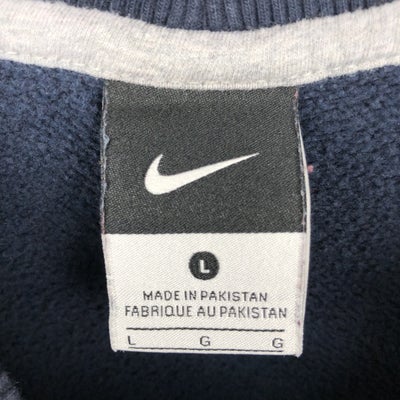 L
MADE IN PAKISTAN
FABRIQUE AU PAKISTAN
L G G